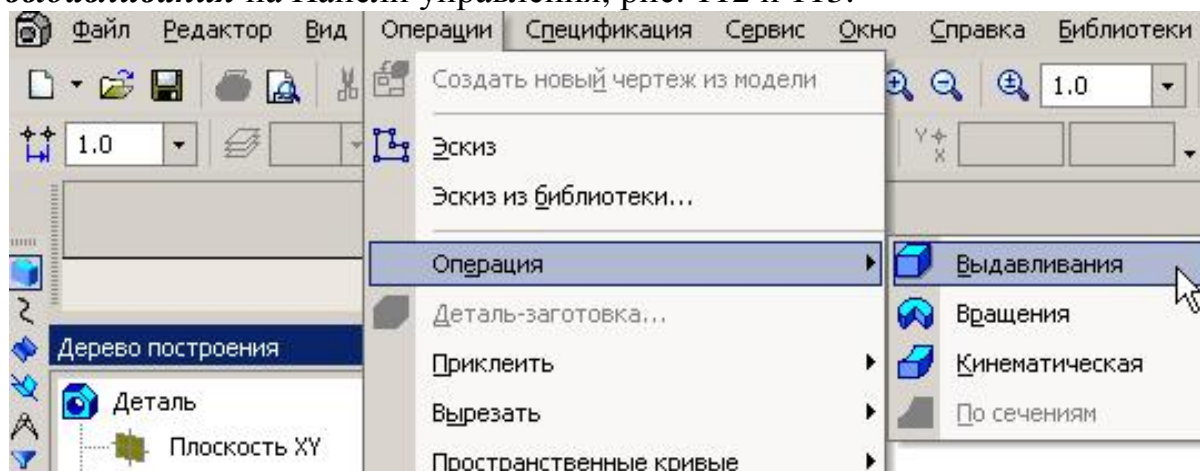 выдавливания на Панели управления, рис. 112 и 113.
Файл Редактор Вид Операции Спецификация Сервис Окно Справка Библиотеки
Создать новый чертеж из модели
1.0
1.0
Эскиз
Эскиз из библиотеки...
Операция
Выдавливания
Деталь-заготовка...
Вращения
Дерево построения
Приклеить
Кинематическая
Деталь
Вырезать
По сечениям
Плоскость XY
Пространственные кривые